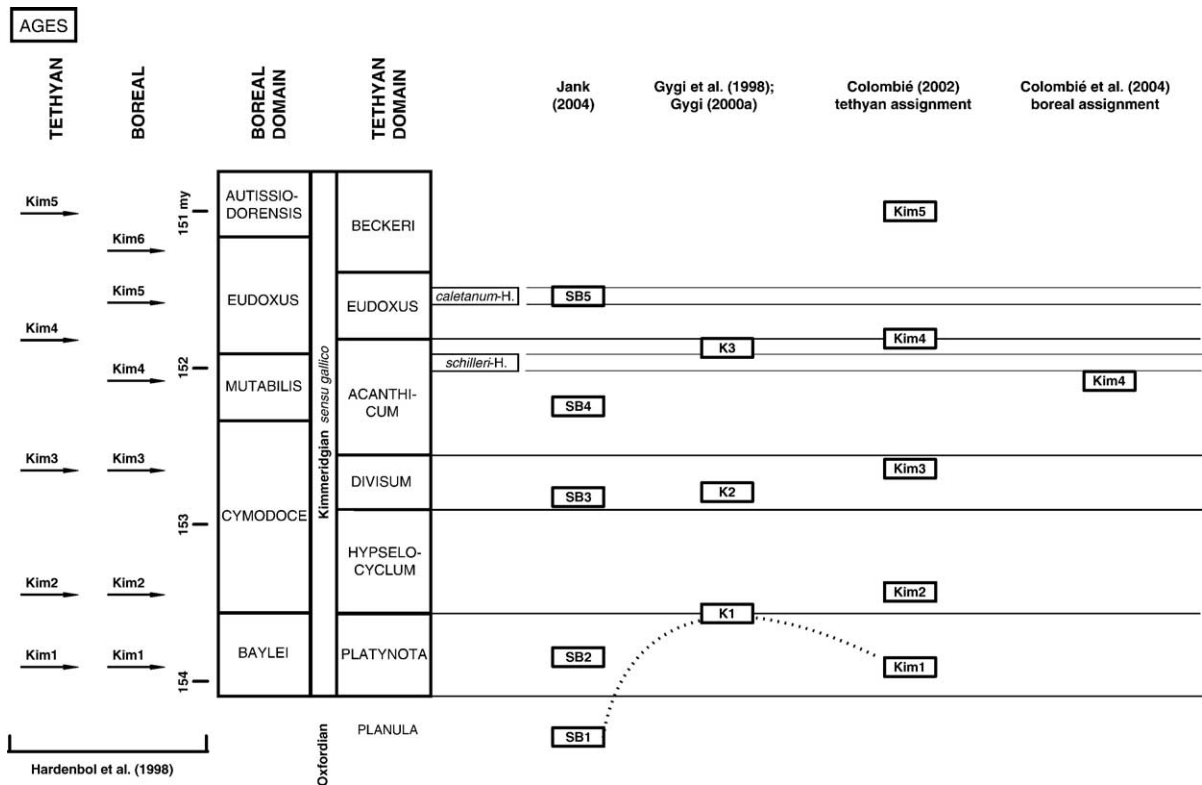 AGES
TETHYAN
BOREAL
BOREAL
DOMAIN
TETHYAN
DOMAIN
Jank
(2004)
Gygi et al. (1998);
Gygi (2000a)
Colombié (2002)
tethyan assignment
Colombié et al. (2004)
boreal assignment
Kim5
Kim6
Kim5
Kim4
Kim4
Kim3
Kim3
Kim2
Kim2
Kim1
Kim1
151 my
152
153
154
AUTISSIO-
DORENSIS
EUDOXUS
MUTABILIS
CYMODOCE
BAYLEI
Kimmeridgian sensu gallico
Oxfordian
BECKERI
EUDOXUS
ACANTHI-
CUM
DIVISUM
HYPSELO-
CYCLUM
PLATYNOTA
PLANULA
caletanum-H.
schilleri-H.
SB5
SB4
SB3
SB2
SB1
K3
K2
K1
Kim5
Kim4
Kim3
Kim2
Kim1
Kim4
Hardenbol et al. (1998)